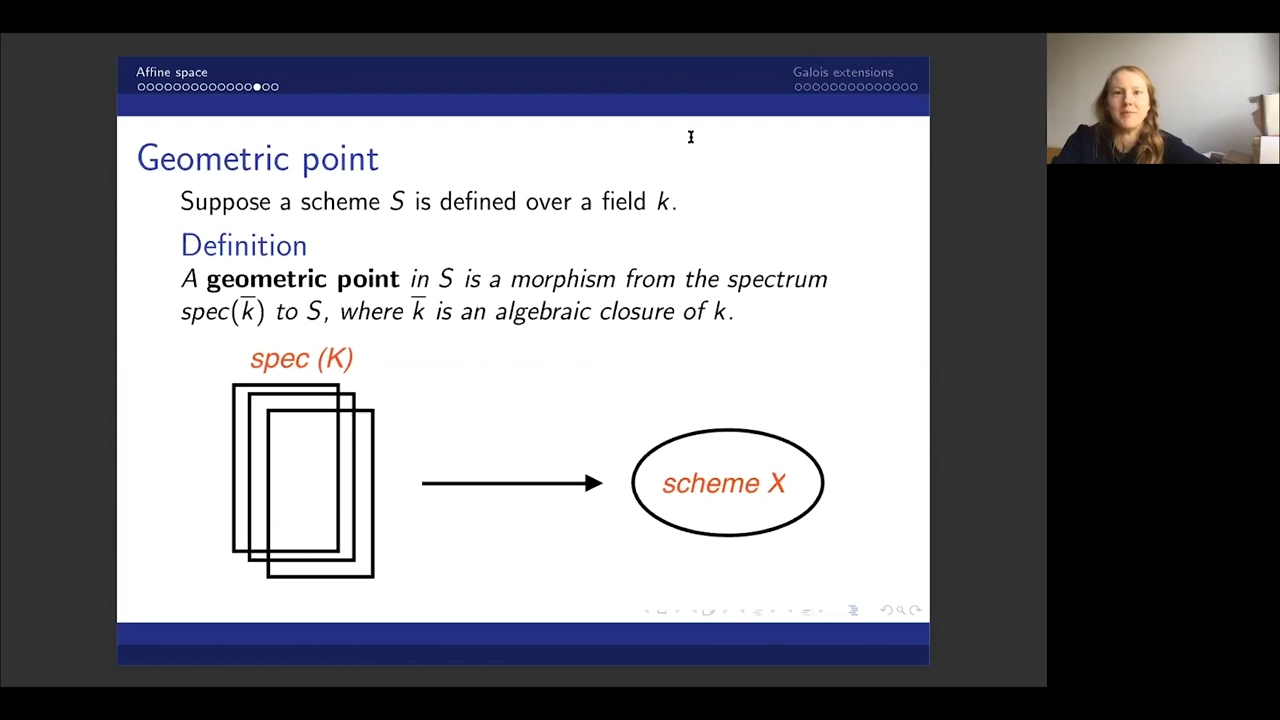 Affine space
Galois extensions
Geometric point
Suppose a scheme S is defined over a field k.
Definition
A geometric point in S is a morphism from the spectrum
spec(k̅) to S, where k̅ is an algebraic closure of k.
spec (K)
scheme X